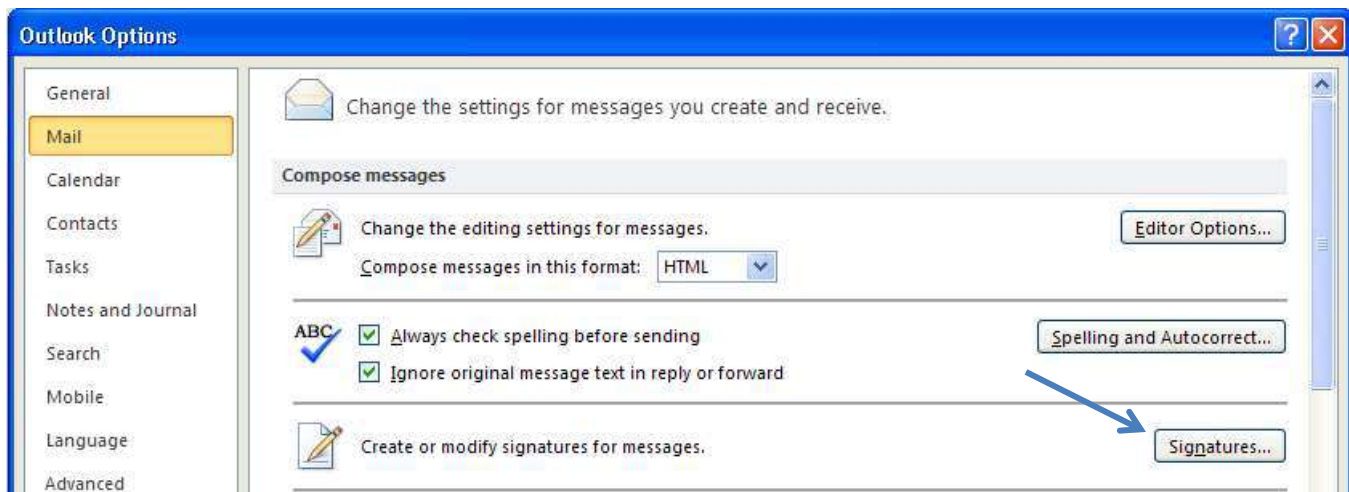 Outlook Options
General
Mail
Calendar
Contacts
Tasks
Notes and Journal
Search
Mobile
Language
Advanced
Change the settings for messages you create and receive.
Compose messages
Change the editing settings for messages.
Editor Options...
Compose messages in this format: HTML
ABC
Always check spelling before sending
Spelling and Autocorrect...
Ignore original message text in reply or forward
Create or modify signatures for messages.
Signatures...